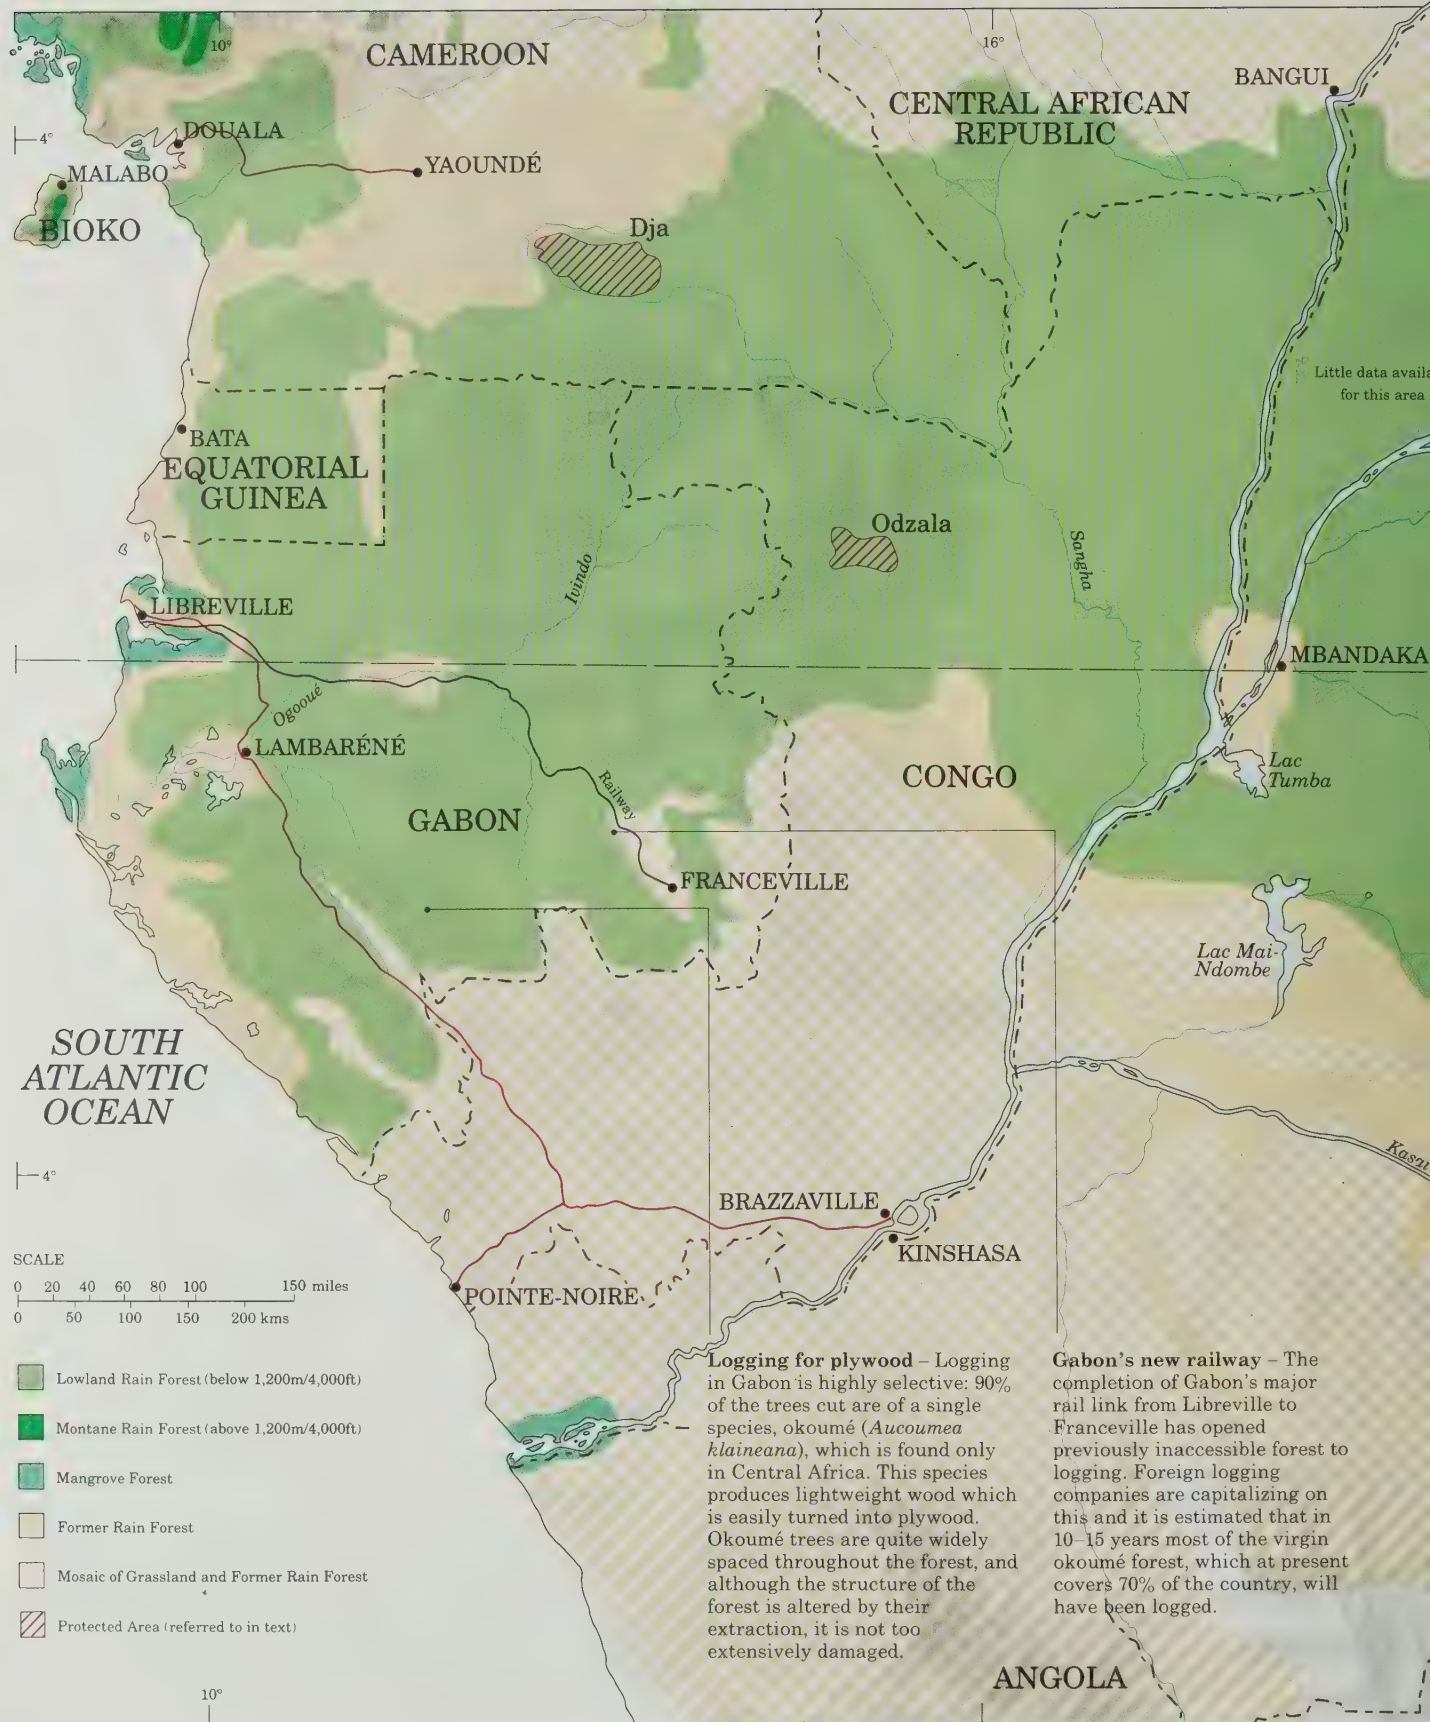 10°
16°
CAMEROON
BANGUI
CENTRAL AFRICAN
REPUBLIC
4°
DOUALA
MALABO
YAOUNDÉ
BIOKO
Dja
Little data
for this area
BATA
EQUATORIAL
GUINEA
Odzala
Ivindo
Sangha
LIBREVILLE
MBANDAKA
Ogooué
LAMBARÉNÉ
Lac
Tumba
CONGO
Railway
GABON
FRANCEVILLE
Lac Mai-
Ndombe
SOUTH
ATLANTIC
OCEAN
4°
BRAZZAVILLE
KINSHASA
POINTE-NOIRE
SCALE
0 20 40 60 80 100 150 miles
0 50 100 150 200 kms
Lowland Rain Forest (below 1,200m/4,000ft)
Montane Rain Forest (above 1,200m/4,000ft)
Mangrove Forest
Former Rain Forest
Mosaic of Grassland and Former Rain Forest
Protected Area (referred to in text)
Logging for plywood – Logging
in Gabon is highly selective: 90%
of the trees cut are of a single
species, okoumé (Aucoumea
klaineana), which is found only
in Central Africa. This species
produces lightweight wood which
is easily turned into plywood.
Okoumé trees are quite widely
spaced throughout the forest, and
although the structure of the
forest is altered by their
extraction, it is not too
extensively damaged.
Gabon's new railway – The
completion of Gabon's major
rail link from Libreville to
Franceville has opened
previously inaccessible forest to
logging. Foreign logging
companies are capitalizing on
this and it is estimated that in
10–15 years most of the virgin
okoumé forest, which at present
covers 70% of the country, will
have been logged.
ANGOLA
10°